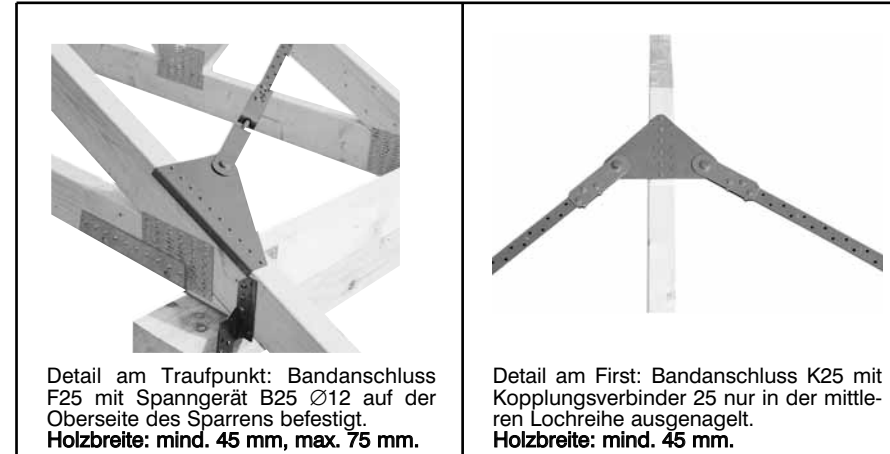 Detail am Traufpunkt: Bandanschluss
F25 mit Spanngerät B25 ∅12 auf der
Oberseite des Sparrens befestigt.
Holzbreite: mind. 45 mm, max. 75 mm.
Detail am First: Bandanschluss K25 mit
Kopplungsverbinder 25 nur in der mittle-
ren Lochreihe ausgenagelt.
Holzbreite: mind. 45 mm.